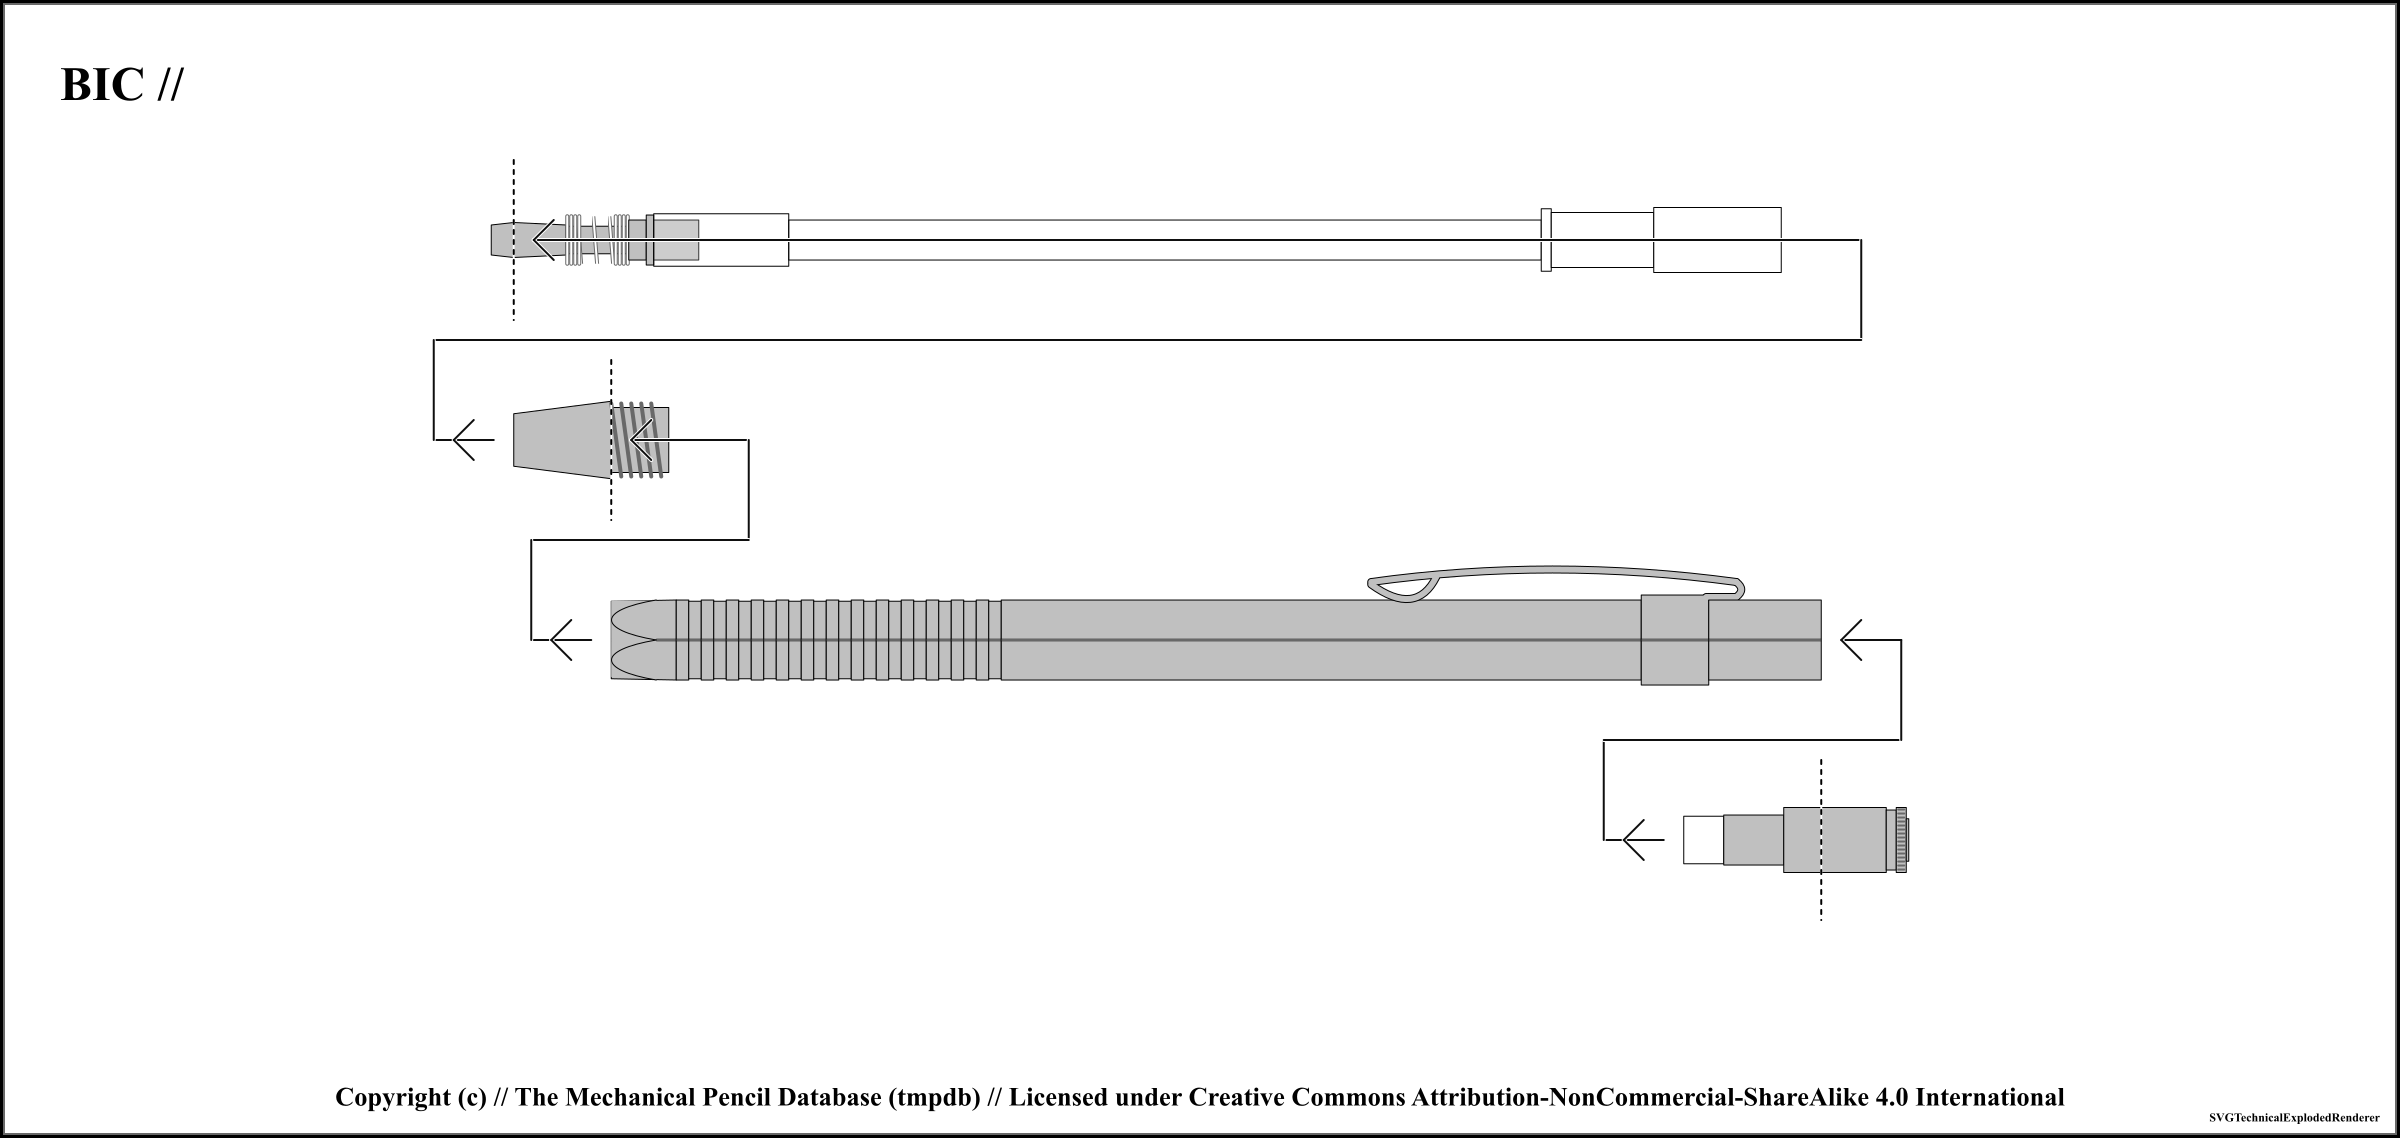 BIC //
Copyright (c) // The Mechanical Pencil Database (tmpdb) // Licensed under Creative Commons Attribution-NonCommercial-ShareAlike 4.0 International
SVGTechnicalExplodedRenderer